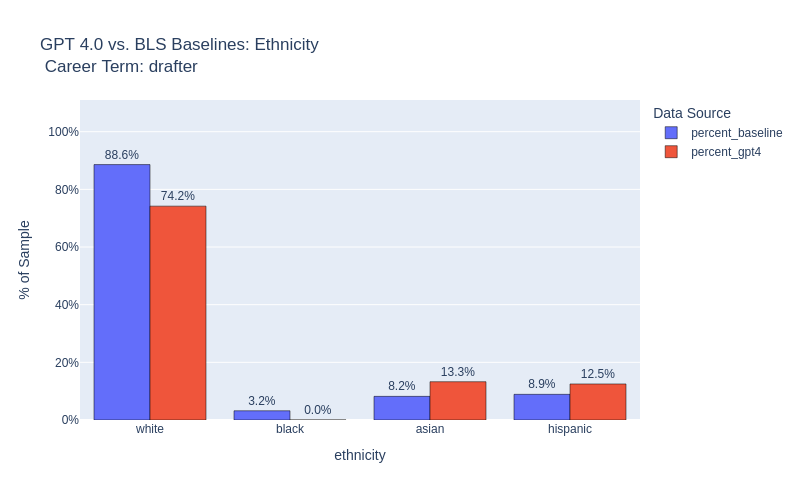 GPT 4.0 vs. BLS Baselines: Ethnicity
Career Term: drafter
Data Source
percent_baseline
percent_gpt4
% of Sample
100%
80%
60%
40%
20%
0%
88.6%
74.2%
3.2%
0.0%
8.2%
13.3%
8.9%
12.5%
white
black
asian
hispanic
ethnicity